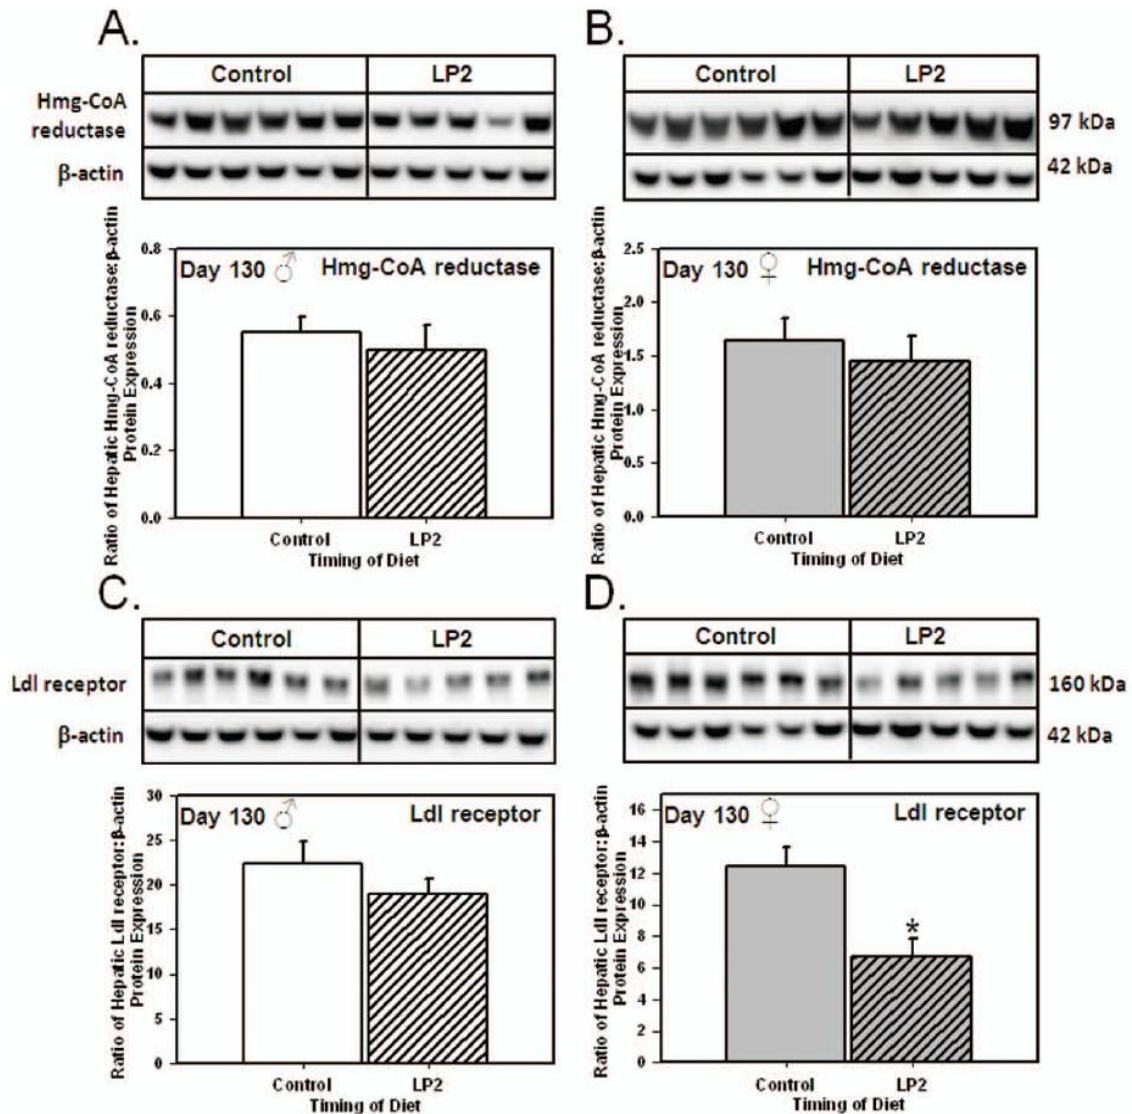 A.
Control LP2
Hmg-CoA
reductase
β-actin
Ratio of Hepatic Hmg-CoA reductase:β-actin
Protein Expression
0.8
0.6
0.4
0.2
0.0
Day 130 ♂ Hmg-CoA reductase
Control LP2
Timing of Diet
B.
Control LP2
97 kDa
42 kDa
Ratio of Hepatic Hmg-CoA reductase:β-actin
Protein Expression
2.5
2.0
1.5
1.0
0.5
0.0
Day 130 ♀ Hmg-CoA reductase
Control LP2
Timing of Diet
C.
Control LP2
Ldl receptor
β-actin
Ratio of Hepatic Ldl receptor:β-actin
Protein Expression
30
25
20
15
10
5
0
Day 130 ♂ Ldl receptor
Control LP2
Timing of Diet
D.
Control LP2
160 kDa
42 kDa
Ratio of Hepatic Ldl receptor:β-actin
Protein Expression
16
14
12
10
8
6
4
2
0
Day 130 ♀ Ldl receptor
*
Control LP2
Timing of Diet